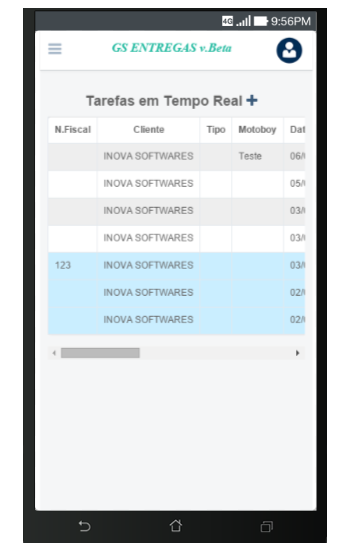 4G 9:56PM
GS ENTREGAS v.Beta
Tarefas em Tempo Real +
N.Fiscal Cliente Tipo Motoboy Dat
INOVA SOFTWARES Teste 06/
INOVA SOFTWARES 05/
INOVA SOFTWARES 03/
INOVA SOFTWARES 03/
123 INOVA SOFTWARES 03/
INOVA SOFTWARES 02/
INOVA SOFTWARES 02/